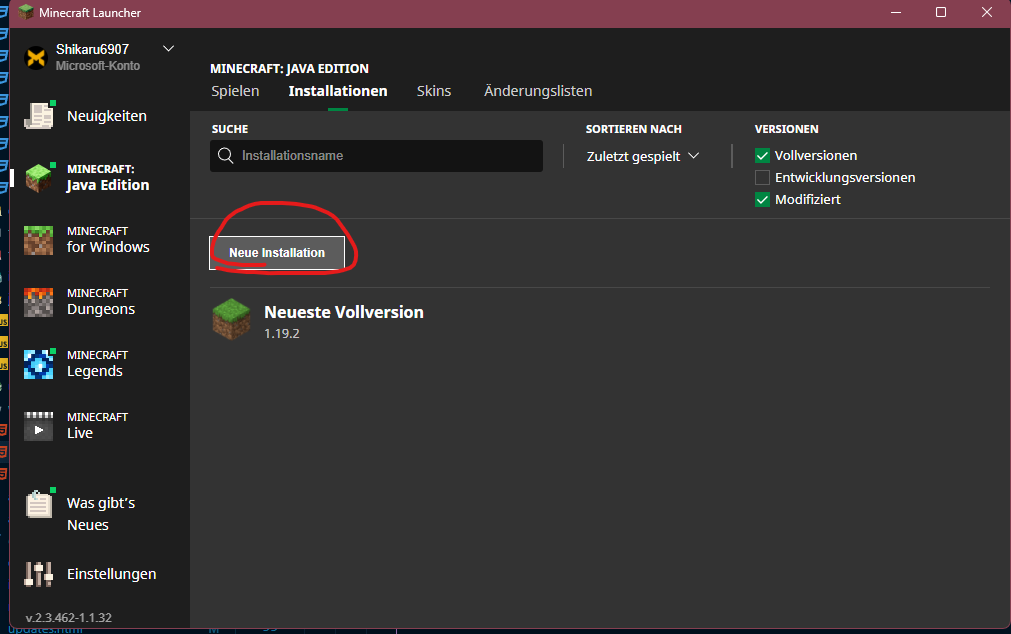 Minecraft Launcher
Shikaru6907
Microsoft-Konto
Neuigkeiten
MINECRAFT:
Java Edition
MINECRAFT
for Windows
MINECRAFT
Dungeons
MINECRAFT
Legends
MINECRAFT
Live
Was gibt’s
Neues
Einstellungen
v.2.3.462-1.1.32
MINECRAFT: JAVA EDITION
Spielen Installationen Skins Änderungslisten
SUCHE
Installationsname
SORTIEREN NACH
Zuletzt gespielt
VERSIONEN
Vollversionen
Entwicklungsversionen
Modifiziert
Neue Installation
Neueste Vollversion
1.19.2
updates.html